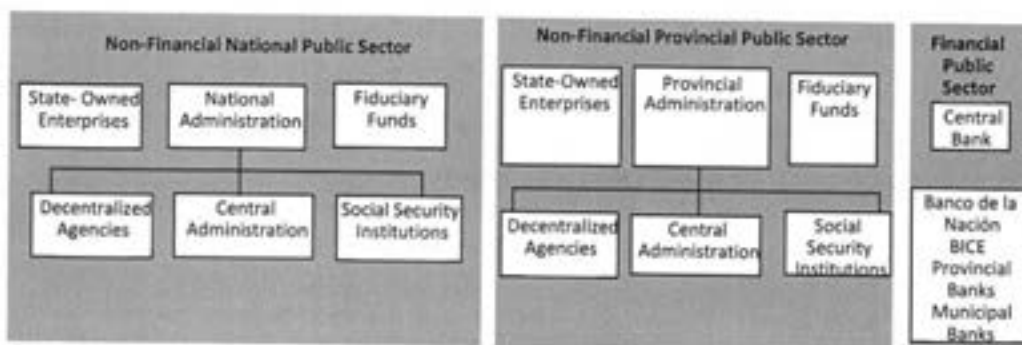 Non-Financial National Public Sector
State- Owned
Enterprises
National
Administration
Fiduciary
Funds
Decentralized
Agencies
Central
Administration
Social Security
Institutions
Non-Financial Provincial Public Sector
State-Owned
Enterprises
Provincial
Administration
Fiduciary
Funds
Decentralized
Agencies
Central
Administration
Social
Security
Institutions
Financial
Public
Sector
Central
Bank
Banco de la
Nación
BICE
Provincial
Banks
Municipal
Banks